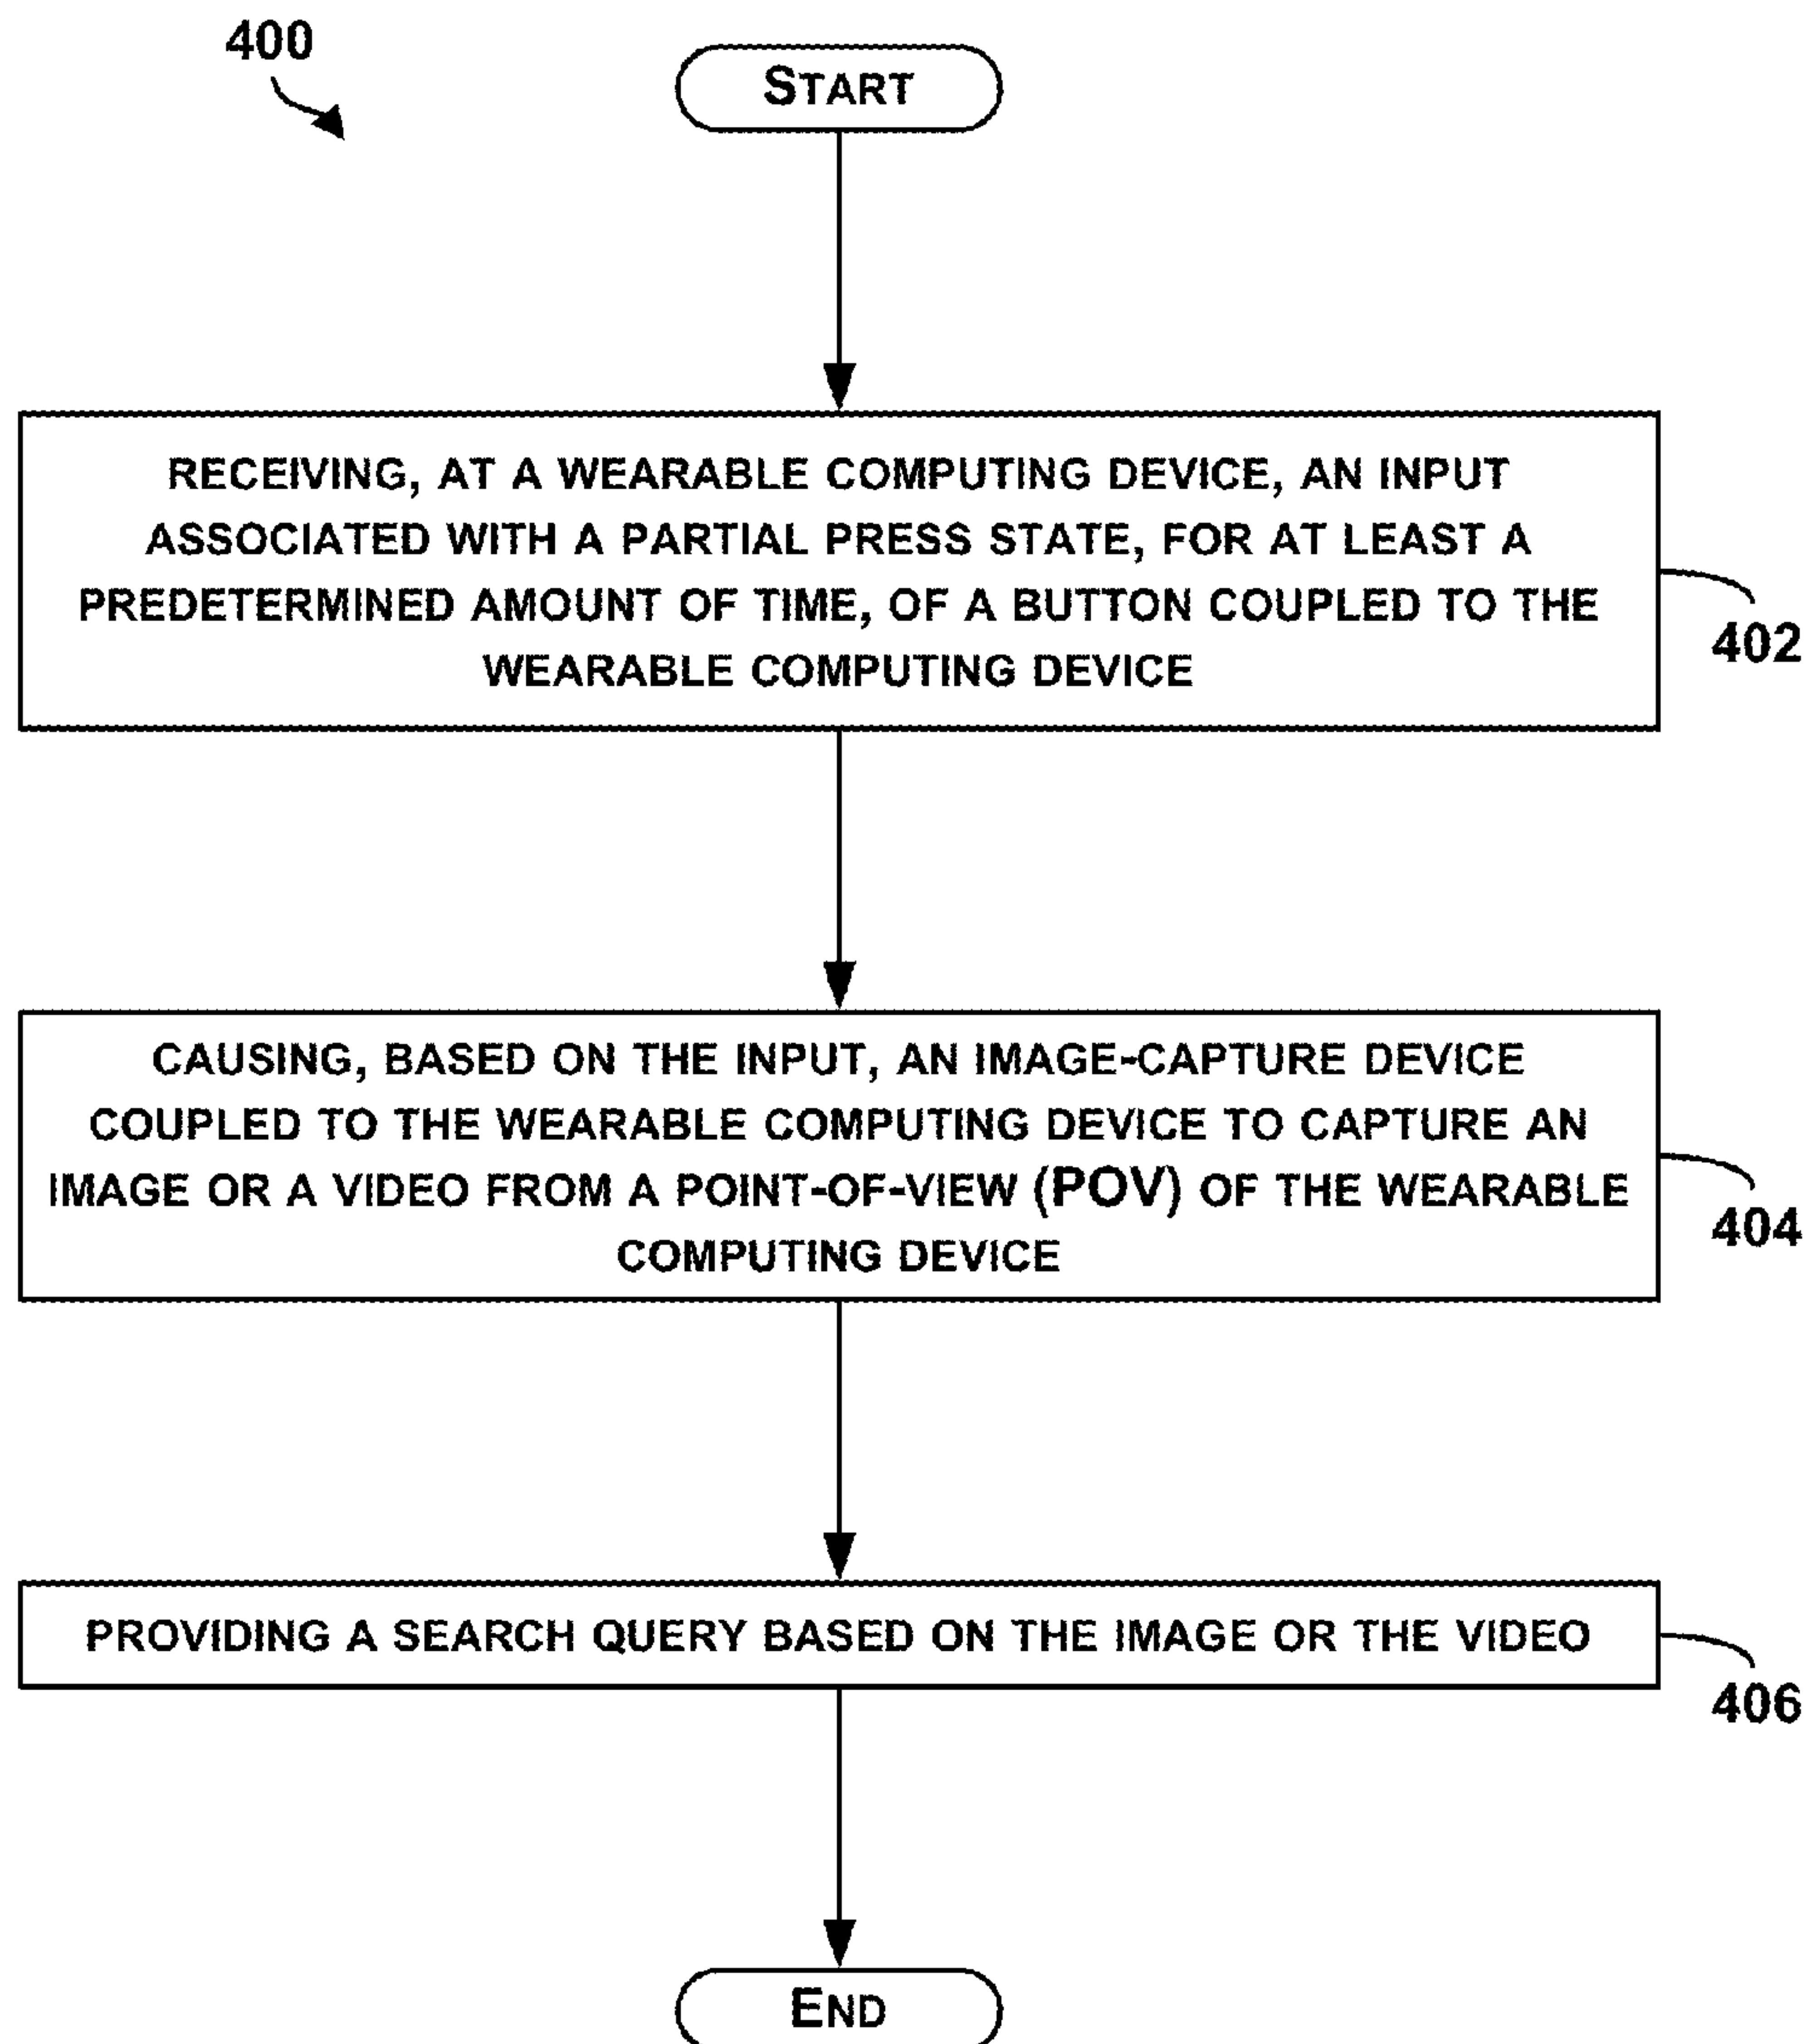 400
START
RECEIVING, AT A WEARABLE COMPUTING DEVICE, AN INPUT
ASSOCIATED WITH A PARTIAL PRESS STATE, FOR AT LEAST A
PREDETERMINED AMOUNT OF TIME, OF A BUTTON COUPLED TO THE
WEARABLE COMPUTING DEVICE
402
CAUSING, BASED ON THE INPUT, AN IMAGE-CAPTURE DEVICE
COUPLED TO THE WEARABLE COMPUTING DEVICE TO CAPTURE AN
IMAGE OR A VIDEO FROM A POINT-OF-VIEW (POV) OF THE WEARABLE
COMPUTING DEVICE
404
PROVIDING A SEARCH QUERY BASED ON THE IMAGE OR THE VIDEO
406
END